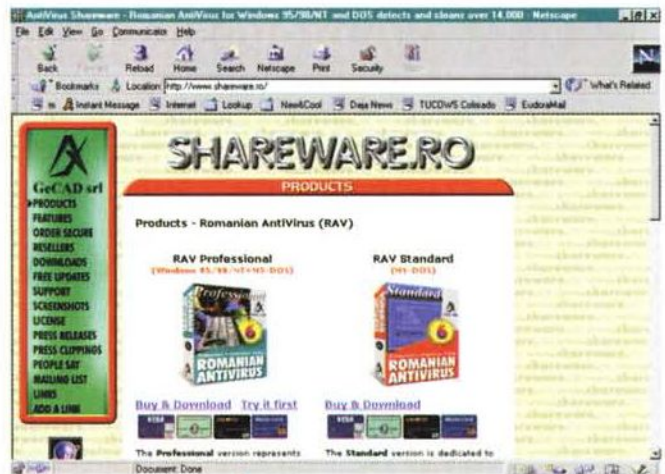 AntiVirus Shareware - Romanian AntiVirus for Windows 95/98/NT and DOS detects and cleans over 14,000 - Netscape
File Edit View Go Communicator Help
Back Reload Home Search Netscape Print Security
Bookmarks Location: http://www.shareware.ro/ What's Related
Instant Message Internet Lookup New&Cool Deja News TUCOWS Colisado EudoraMail
SHAREWARE.RO
PRODUCTS
GeCAD srl
PRODUCTS
FEATURES
ORDER SECURE
RESELLERS
DOWNLOADS
FREE UPDATES
SUPPORT
SCREENSHOTS
LICENSE
PRESS RELEASES
PRESS CLIPPINGS
PEOPLE SAY
MAILING LIST
LINKS
ADD A LINK
Products - Romanian AntiVirus (RAV)
RAV Professional
(Windows 95/98/NT+MS-DOS)
Professional
6
ROMANIAN
ANTIVIRUS
Buy & Download Try it first
VISA
The Professional version represents
RAV Standard
(MS-DOS)
Standard
6
ROMANIAN
ANTIVIRUS
Buy & Download
VISA
The Standard version is dedicated to
Document: Done